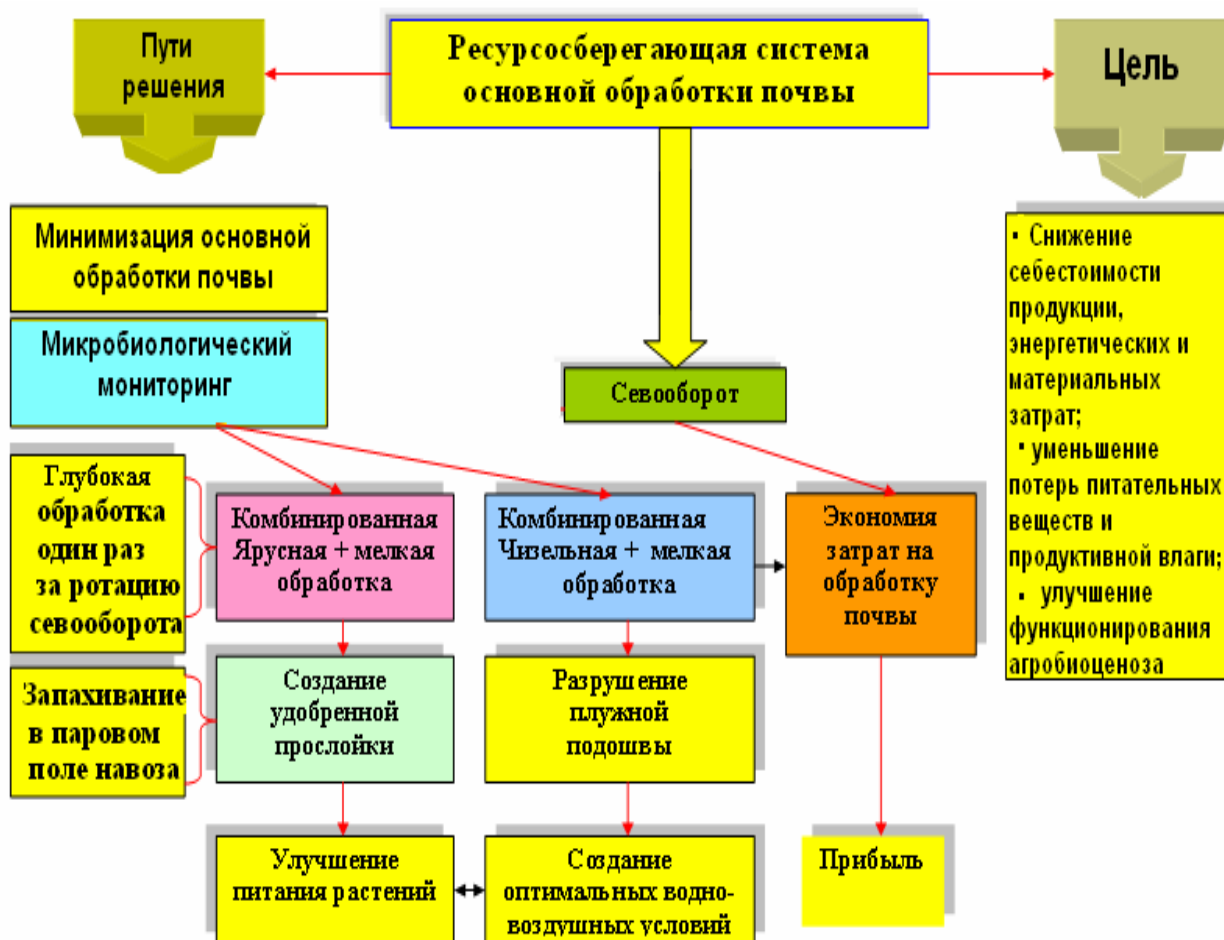 Пути
решения
Ресурсосберегающая система
основной обработки почвы
Цель
Минимизация основной
обработки почвы
Микробиологический
мониторинг
Севооборот
▪ Снижение
себестоимости
продукции,
энергетических и
материальных
затрат;
▪ уменьшение
потерь питательных
веществ и
продуктивной влаги;
▪ улучшение
функционирования
агробиоценоза
Глубокая
обработка
один раз
за ротацию
севооборота
Комбинированная
Ярусная + мелкая
обработка
Комбинированная
Чизельная + мелкая
обработка
Экономия
затрат на
обработку
почвы
Запахивание
в паровом
поле навоза
Создание
удобренной
прослойки
Разрушение
плужной
подошвы
Улучшение
питания растений
Создание
оптимальных водно-
воздушных условий
Прибыль